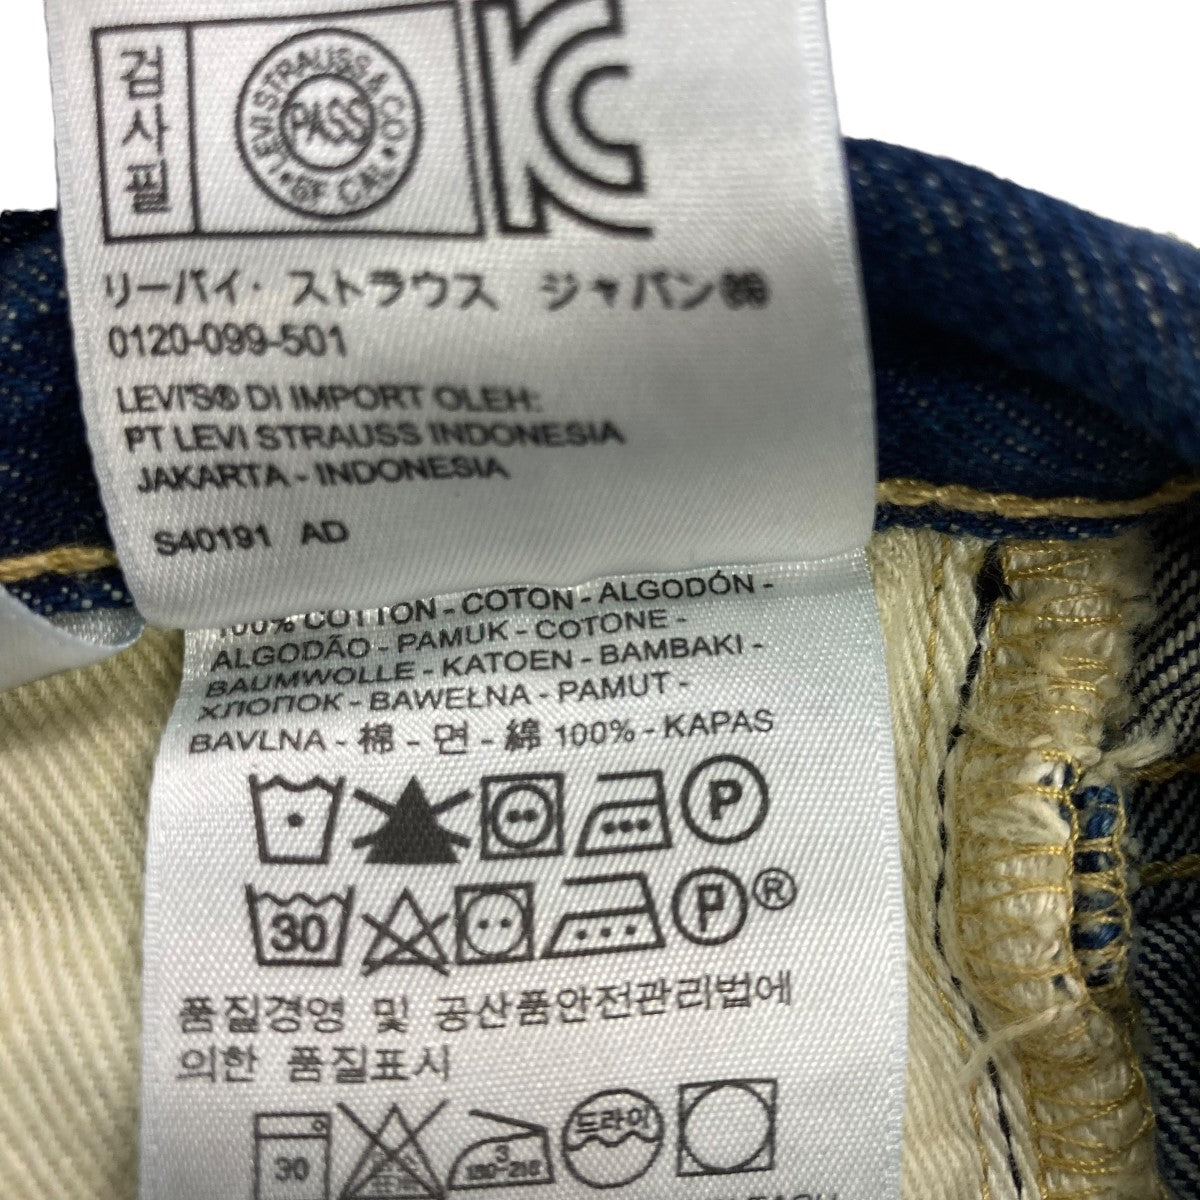 검사필
LEVI STRAUSS & CO
PASS
SF CAL
KC
リーバイ・ストラウス ジャパン㈱
0120-099-501
LEVI'S® DI IMPORT OLEH:
PT LEVI STRAUSS INDONESIA
JAKARTA - INDONESIA
S40191 AD
100% COTTON - COTON - ALGODÓN -
ALGODÃO - PAMUK - COTONE -
BAUMWOLLE - KATOEN - BAMBAKI -
ХЛОПОК - BAWEŁNA - PAMUT -
BAVLNA - 棉 - 면 - 綿 100% - KAPAS
P
30 P®
품질경영 및 공산품안전관리법에
의한 품질표시
30 3 드라이
180-210